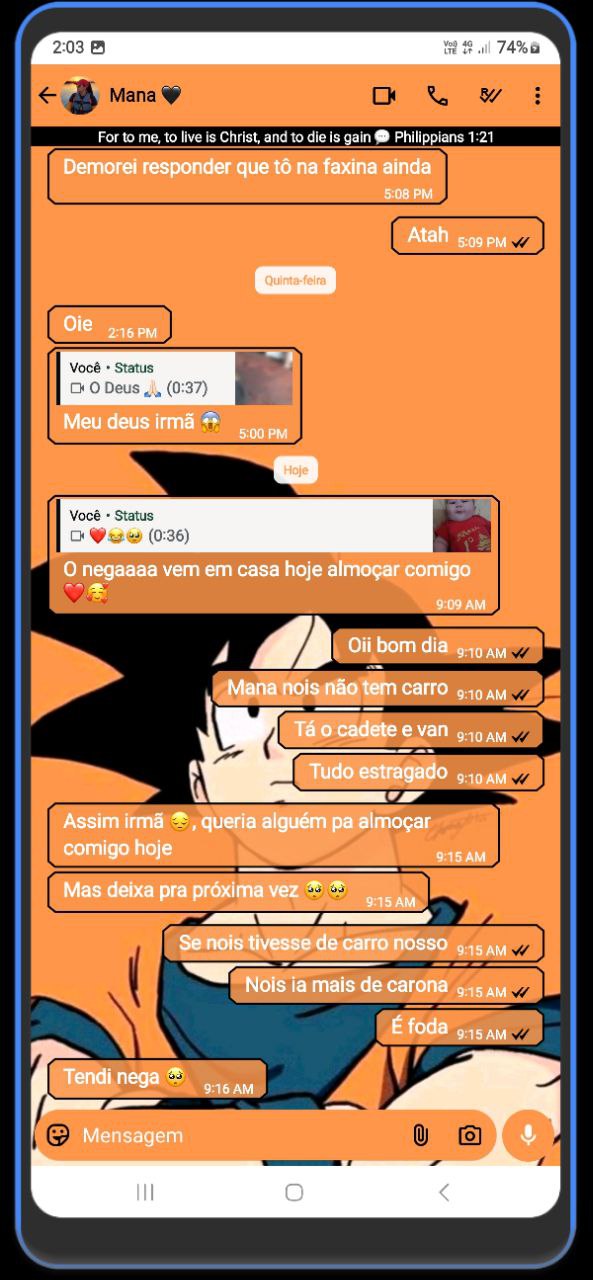 2:03 Vo)) LTE 4G 74%
Mana 🖤
For to me, to live is Christ, and to die is gain 💬 Philippians 1:21
Demorei responder que tô na faxina ainda
5:08 PM
Atah 5:09 PM
Quinta-feira
Oie 2:16 PM
Você • Status
O Deus 🙏🏻 (0:37)
Meu deus irmã 😱 5:00 PM
Hoje
Você • Status
❤️😂🥹 (0:36)
O negaaaa vem em casa hoje almoçar comigo
❤️🥰 9:09 AM
Oii bom dia 9:10 AM
Mana nois não tem carro 9:10 AM
Tá o cadete e van 9:10 AM
Tudo estragado 9:10 AM
Assim irmã 😔, queria alguém pa almoçar
comigo hoje 9:15 AM
Mas deixa pra próxima vez 🥺🥺 9:15 AM
Se nois tivesse de carro nosso 9:15 AM
Nois ia mais de carona 9:15 AM
É foda 9:15 AM
Tendi nega 🥺 9:16 AM
Mensagem